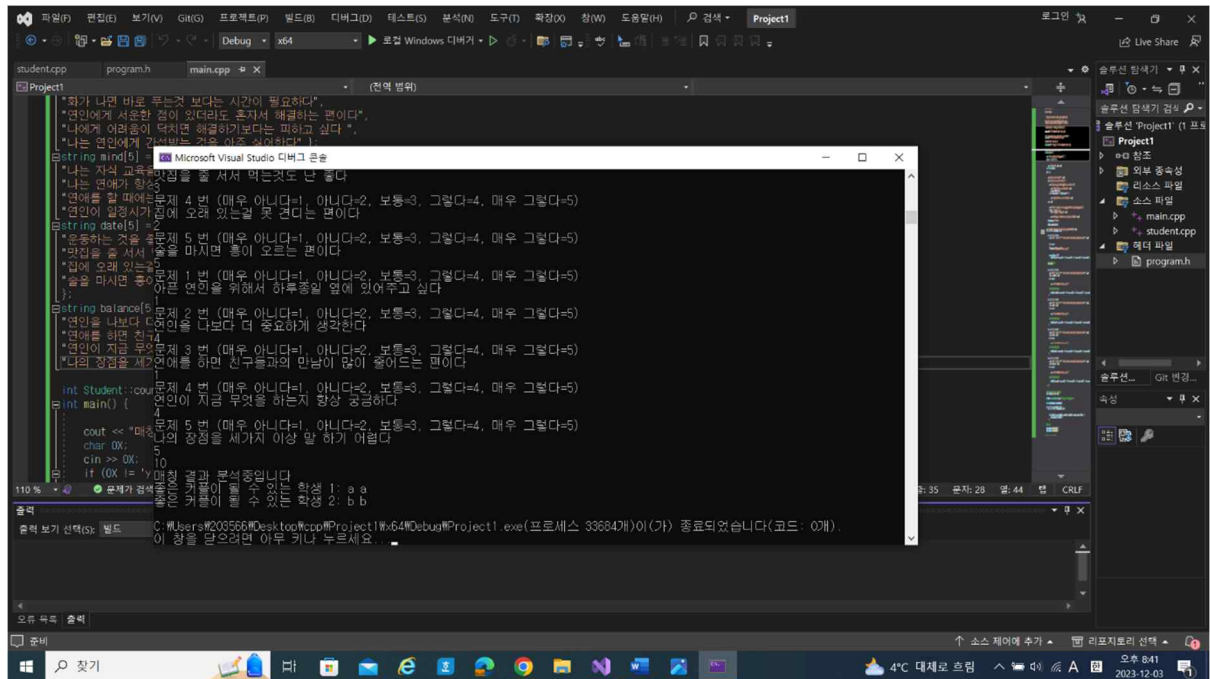 파일(F) 편집(E) 보기(V) Git(G) 프로젝트(P) 빌드(B) 디버그(D) 테스트(S) 분석(N) 도구(T) 확장(X) 창(W) 도움말(H) 검색 Project1 로그인
Debug x64 로컬 Windows 디버거 Live Share
student.cpp program.h main.cpp 솔루션 탐색기
Project1 (전역 범위)
"화가 나면 바로 푸는것 보다는 시간이 필요하다",
"연인에게 서운한 점이 있더라도 혼자서 해결하는 편이다",
"나에게 어려움이 닥치면 해결하기보다는 피하고 싶다 ",
"나는 연인에게 간섭받는 것을 아주 싫어한다" };
string mind[5] =
"나는 자식 교육을
"나는 연애가 항상
"연애를 할 때에는
"연인이 일정시가
string date[5] =
"운동하는 것을 즐
"맛집을 줄 서서
"집에 오래 있는걸
"술을 마시면 흥이
};
string balance[5
"연인을 나보다 더
"연애를 하면 친구
"연인이 지금 무엇
"나의 장점을 세가
int Student::cour
int main() {
cout << "매칭
char OX;
cin >> OX;
if (OX != 'y
Microsoft Visual Studio 디버그 콘솔
맛집을 줄 서서 먹는것도 난 좋다
3
문제 4 번 (매우 아니다=1, 아니다=2, 보통=3, 그렇다=4, 매우 그렇다=5)
집에 오래 있는걸 못 견디는 편이다
2
문제 5 번 (매우 아니다=1, 아니다=2, 보통=3, 그렇다=4, 매우 그렇다=5)
술을 마시면 흥이 오르는 편이다
5
문제 1 번 (매우 아니다=1, 아니다=2, 보통=3, 그렇다=4, 매우 그렇다=5)
아픈 연인을 위해서 하루종일 옆에 있어주고 싶다
1
문제 2 번 (매우 아니다=1, 아니다=2, 보통=3, 그렇다=4, 매우 그렇다=5)
연인을 나보다 더 중요하게 생각한다
4
문제 3 번 (매우 아니다=1, 아니다=2, 보통=3, 그렇다=4, 매우 그렇다=5)
연애를 하면 친구들과의 만남이 많이 줄어드는 편이다
1
문제 4 번 (매우 아니다=1, 아니다=2, 보통=3, 그렇다=4, 매우 그렇다=5)
연인이 지금 무엇을 하는지 항상 궁금하다
4
문제 5 번 (매우 아니다=1, 아니다=2, 보통=3, 그렇다=4, 매우 그렇다=5)
나의 장점을 세가지 이상 말 하기 어렵다
5
10
매칭 결과 분석중입니다
좋은 커플이 될 수 있는 학생 1: a a
좋은 커플이 될 수 있는 학생 2: b b
C:₩Users₩203566₩Desktop₩cpp₩Project1₩x64₩Debug₩Project1.exe(프로세스 33684개)이(가) 종료되었습니다(코드: 0개).
이 창을 닫으려면 아무 키나 누르세요...
솔루션 탐색기 검색
솔루션 'Project1' (1 프로
Project1
참조
외부 종속성
리소스 파일
소스 파일
main.cpp
student.cpp
헤더 파일
program.h
솔루션... Git 변경...
속성
110 % 문제가 검색 35 문자: 28 열: 44 탭 CRLF
출력
출력 보기 선택(S): 빌드
오류 목록 출력
준비 소스 제어에 추가 리포지토리 선택
찾기 4°C 대체로 흐림 A 오후 8:41
2023-12-03